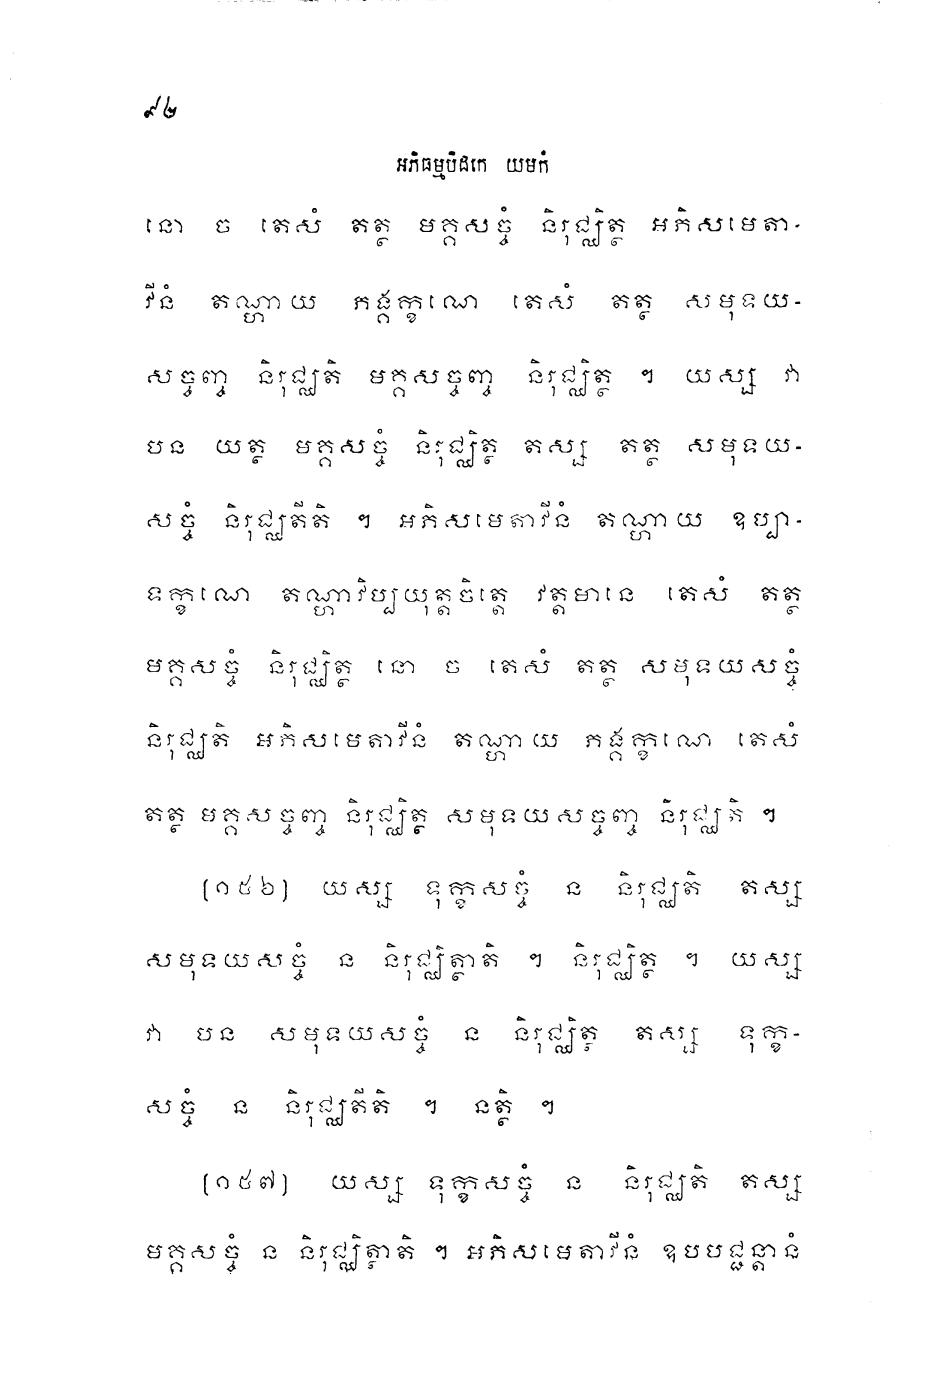 ៩២
អភិធម្មបិដកេ យមកំ
នោ ច តេសំ តត្ថ មគ្គសច្ចំ និរុជ្ឈិត្ថ អភិសមេតា-
វីនំ តណ្ហាយ ភង្គក្ខណេ តេសំ តត្ថ សមុទយ-
សច្ចញ្ច និរុជ្ឈតិ មគ្គសច្ចញ្ច និរុជ្ឈិត្ថ ។ យស្ស វា
បន យត្ថ មគ្គសច្ចំ និរុជ្ឈិត្ថ តស្ស តត្ថ សមុទយ-
សច្ចំ និរុជ្ឈតីតិ ។ អភិសមេតាវីនំ តណ្ហាយ ឧប្បា-
ទក្ខណេ តណ្ហាវិប្បយុត្តចិត្តេ វត្តមានេ តេសំ តត្ថ
មគ្គសច្ចំ និរុជ្ឈិត្ថ នោ ច តេសំ តត្ថ សមុទយសច្ចំ
និរុជ្ឈតិ អភិសមេតាវីនំ តណ្ហាយ ភង្គក្ខណេ តេសំ
តត្ថ មគ្គសច្ចញ្ច និរុជ្ឈិត្ថ សមុទយសច្ចញ្ច និរុជ្ឈតិ ។
(១៥៦) យស្ស ទុក្ខសច្ចំ ន និរុជ្ឈតិ តស្ស
សមុទយសច្ចំ ន និរុជ្ឈិត្ថាតិ ។ និរុជ្ឈិត្ថ ។ យស្ស
វា បន សមុទយសច្ចំ ន និរុជ្ឈិត្ថ តស្ស ទុក្ខ-
សច្ចំ ន និរុជ្ឈតីតិ ។ នត្ថិ ។
(១៥៧) យស្ស ទុក្ខសច្ចំ ន និរុជ្ឈតិ តស្ស
មគ្គសច្ចំ ន និរុជ្ឈិត្ថាតិ ។ អភិសមេតាវីនំ ឧបបជ្ជន្តានំ